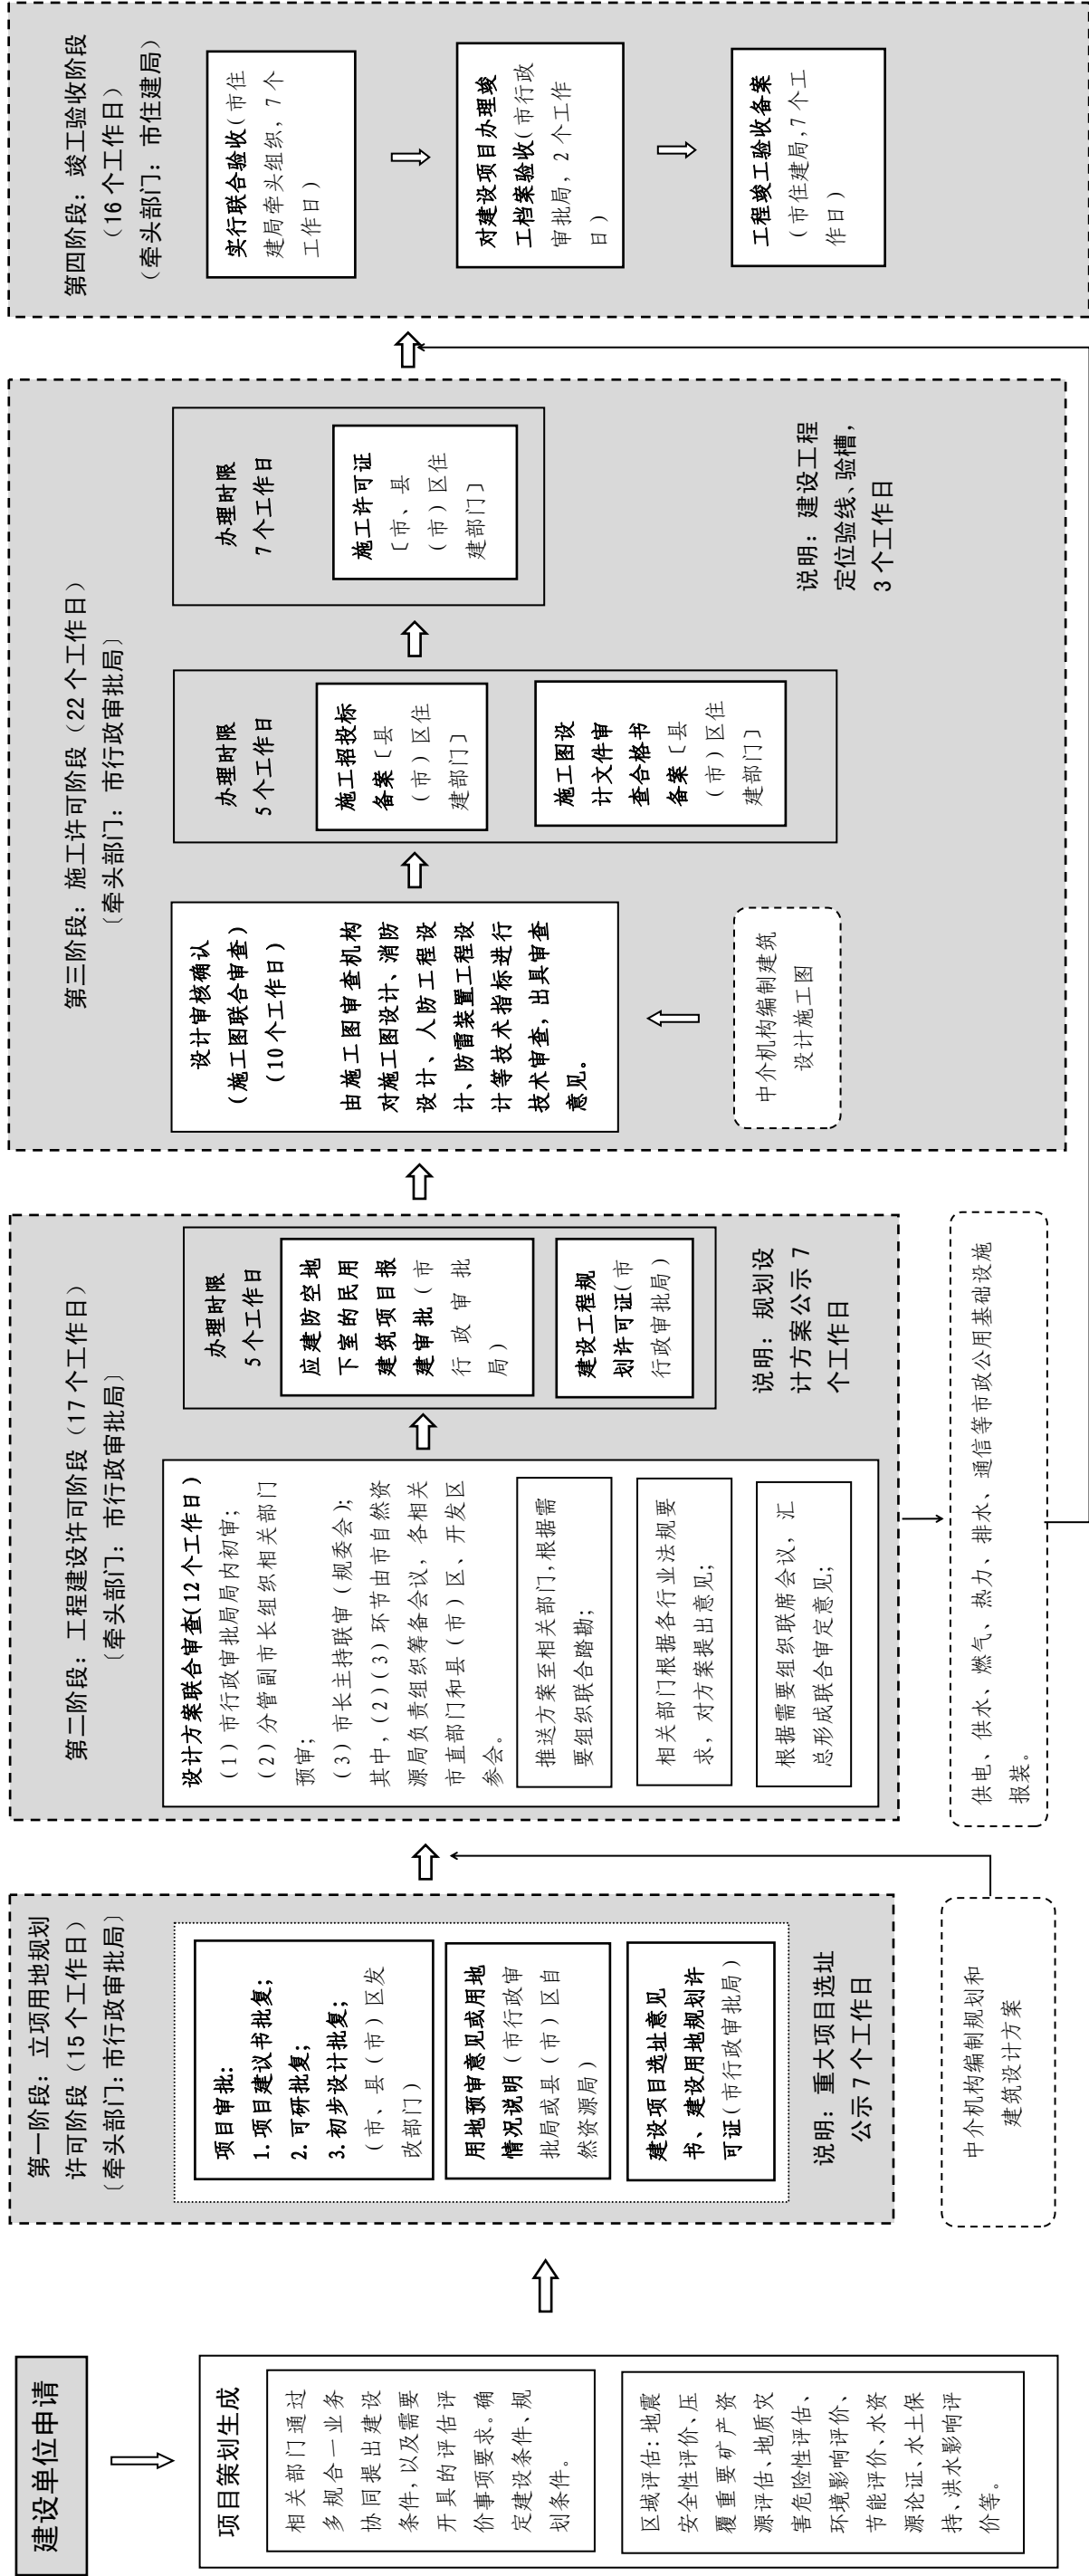 建设单位申请
项目策划生成
相关部门通过
多规合一业务
协同提出建设
条件，以及需要
开具的评估评
价事项要求。确
定建设条件、规
划条件。
区域评估：地震
安全性评价、压
覆重要矿产资
源评估、地质灾
害危险性评估、
环境影响评价、
节能评价、水资
源论证、水土保
持、洪水影响评
价等。
第一阶段：立项用地规划
许可阶段（15个工作日）
〔牵头部门：市行政审批局〕
项目审批：
1.项目建议书批复；
2.可研批复；
3.初步设计批复；
（市、县（市）区发
改部门）
用地预审意见或用地
情况说明（市行政审
批局或县（市）区自
然资源局）
建设项目选址意见
书、建设用地规划许
可证(市行政审批局)
说明：重大项目选址
公示7个工作日
中介机构编制规划和
建筑设计方案
第二阶段：工程建设许可阶段（17个工作日）
〔牵头部门：市行政审批局〕
设计方案联合审查(12个工作日)
(1)市行政审批局局内初审；
(2)分管副市长组织相关部门
预审；
(3)市长主持联审（规委会）；
其中，(2)(3)环节由市自然资
源局负责组织筹备会议，各相关
市直部门和县（市）区、开发区
参会。
推送方案至相关部门，根据需
要组织联合踏勘；
相关部门根据各行业法规要
求，对方案提出意见；
根据需要组织联席会议，汇
总形成联合审定意见；
办理时限
5个工作日
应建防空地
下室的民用
建筑项目报
建审批（市
行政审批
局）
建设工程规
划许可证(市
行政审批局)
说明：规划设
计方案公示7
个工作日
供电、供水、燃气、热力、排水、通信等市政公用基础设施
报装。
第三阶段：施工许可阶段（22个工作日）
〔牵头部门：市行政审批局〕
设计审核确认
(施工图联合审查)
(10个工作日)
由施工图审查机构
对施工图设计、消防
设计、人防工程设
计、防雷装置工程设
计等技术指标进行
技术审查，出具审查
意见。
中介机构编制建筑
设计施工图
办理时限
5个工作日
施工招投标
备案〔县
（市）区住
建部门〕
施工图设
计文件审
查合格书
备案〔县
（市）区住
建部门〕
办理时限
7个工作日
施工许可证
〔市、县
（市）区住
建部门〕
说明：建设工程
定位验线、验槽，
3个工作日
第四阶段：竣工验收阶段
（16个工作日）
(牵头部门：市住建局)
实行联合验收(市住
建局牵头组织，7个
工作日)
对建设项目办理竣
工档案验收(市行政
审批局，2个工作
日)
工程竣工验收备案
(市住建局,7个工
作日)